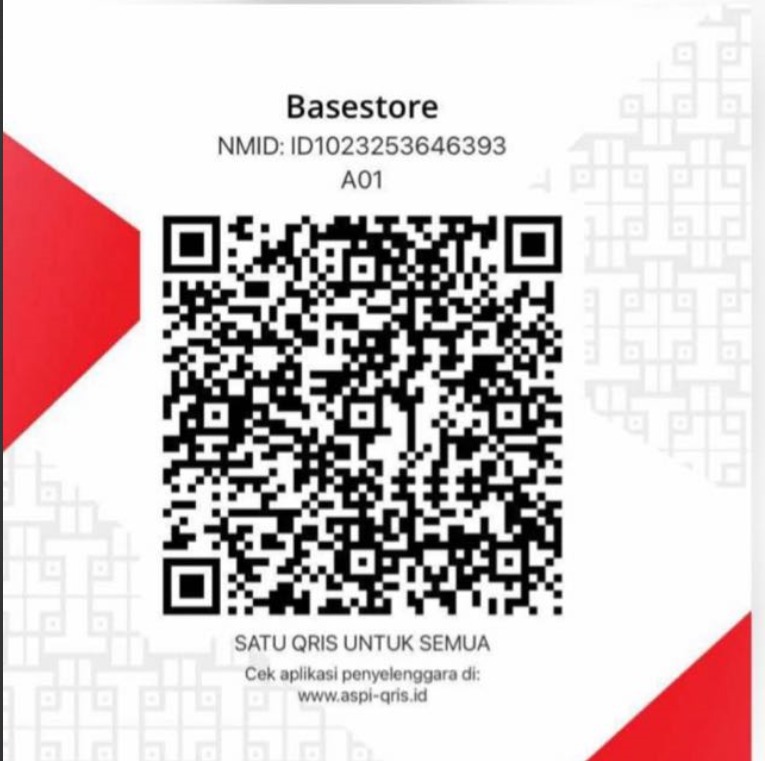 Basestore
NMID: ID1023253646393
A01
SATU QRIS UNTUK SEMUA
Cek aplikasi penyelenggara di:
www.aspi-qris.id